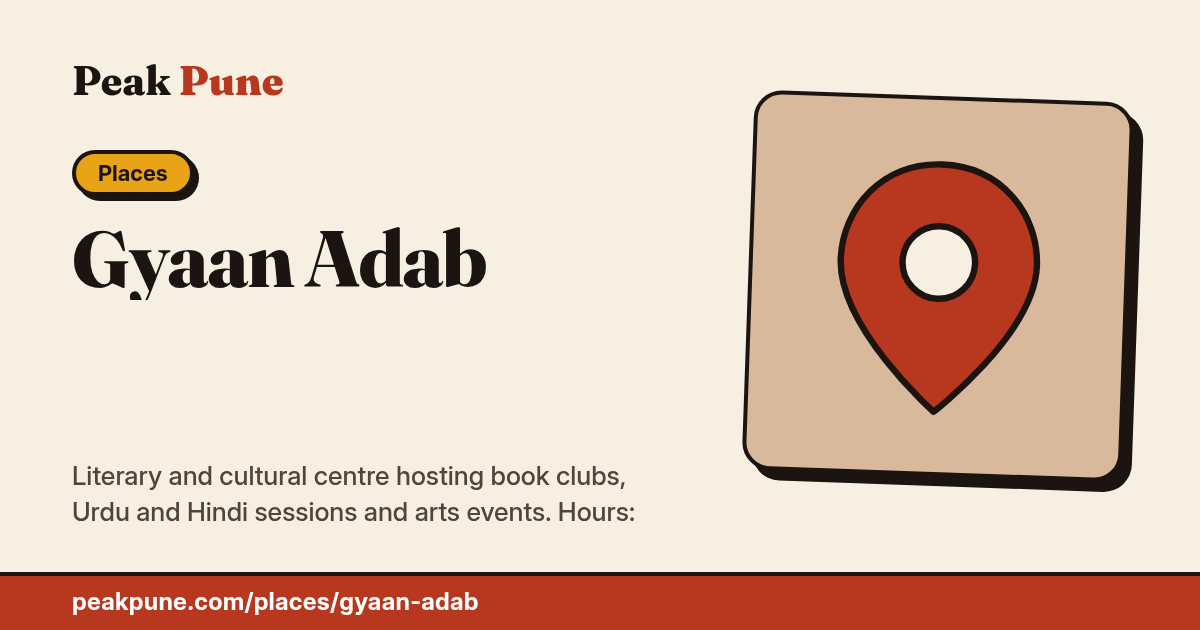 Peak Pune
Places
Gyaan Adab
Literary and cultural centre hosting book clubs,
Urdu and Hindi sessions and arts events. Hours:
peakpune.com/places/gyaan-adab